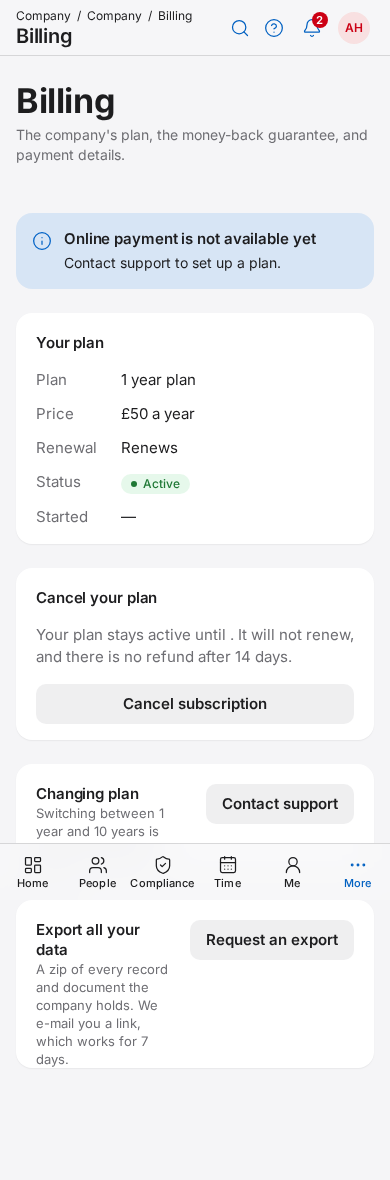 Company / Company / Billing
Billing
2
AH
Billing
The company's plan, the money-back guarantee, and
payment details.
Online payment is not available yet
Contact support to set up a plan.
Your plan
Plan 1 year plan
Price £50 a year
Renewal Renews
Status Active
Started —
Cancel your plan
Your plan stays active until . It will not renew,
and there is no refund after 14 days.
Cancel subscription
Changing plan
Switching between 1
year and 10 years is
Contact support
Home People Compliance Time Me More
Export all your
data
A zip of every record
and document the
company holds. We
e-mail you a link,
which works for 7
days.
Request an export